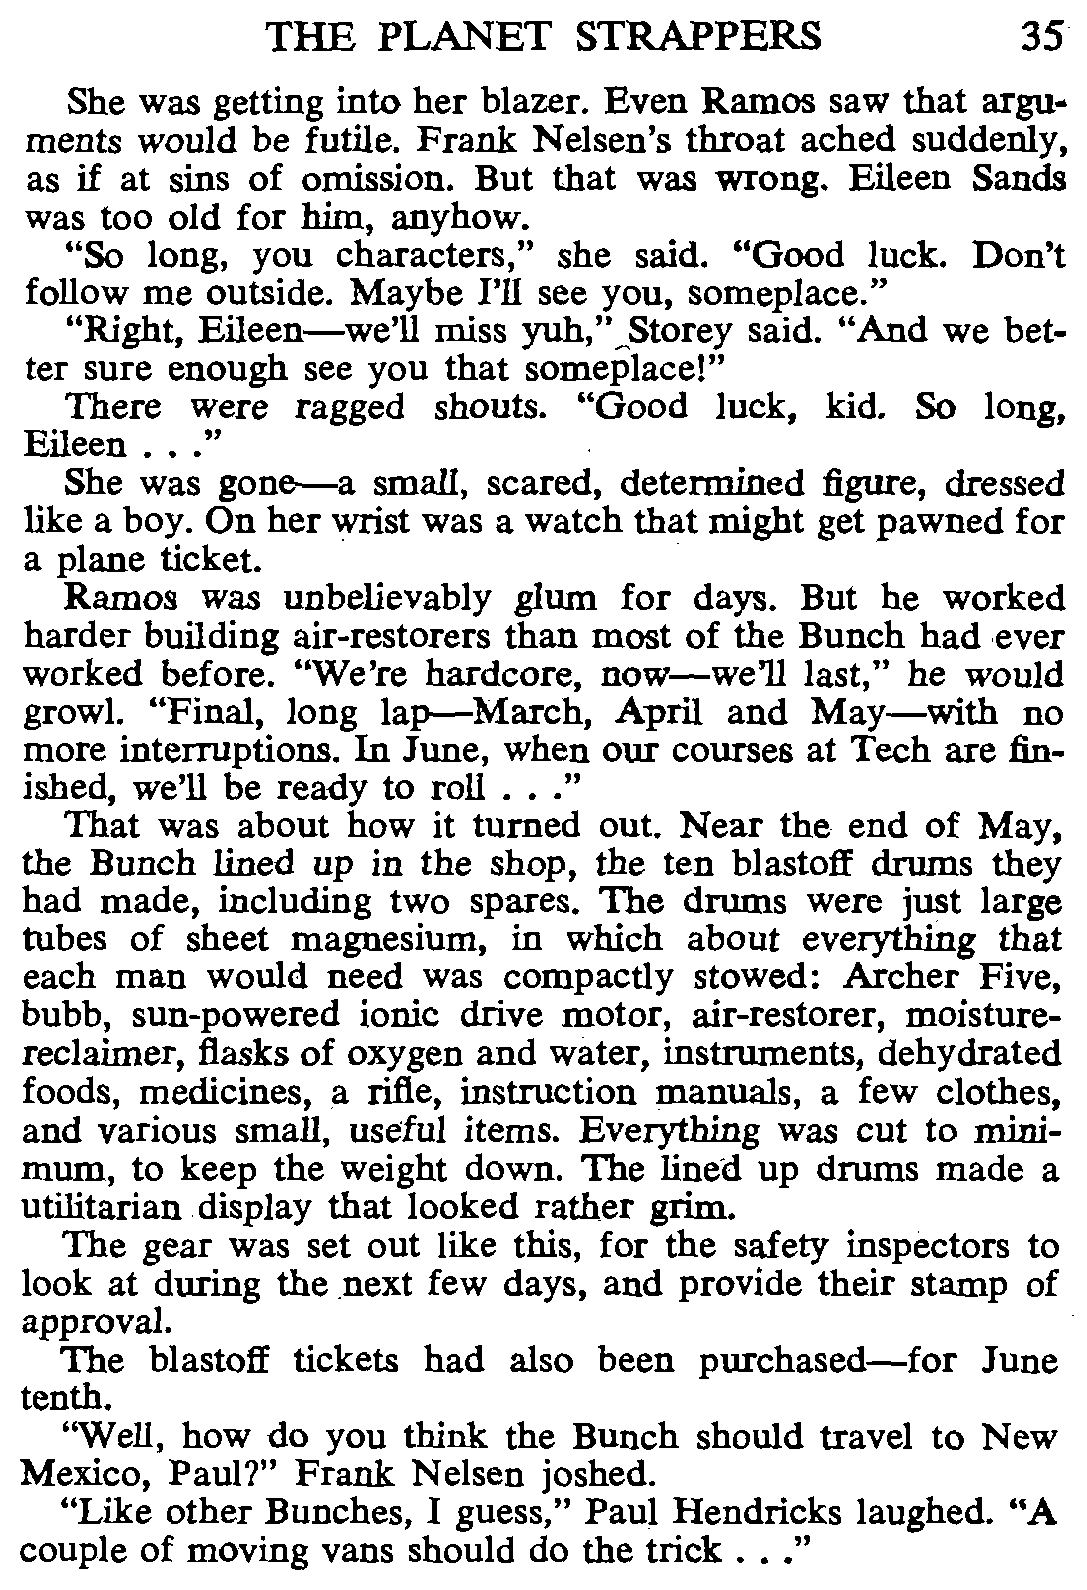 THE PLANET STRAPPERS 35
She was getting into her blazer. Even Ramos saw that argu-
ments would be futile. Frank Nelsen's throat ached suddenly,
as if at sins of omission. But that was wrong. Eileen Sands
was too old for him, anyhow.
“So long, you characters,” she said. “Good luck. Don't
follow me outside. Maybe I'll see you, someplace.”
“Right, Eileen—we'll miss yuh,” Storey said. “And we bet-
ter sure enough see you that someplace!”
There were ragged shouts. “Good luck, kid. So long,
Eileen . . .”
She was gone—a small, scared, determined figure, dressed
like a boy. On her wrist was a watch that might get pawned for
a plane ticket.
Ramos was unbelievably glum for days. But he worked
harder building air-restorers than most of the Bunch had ever
worked before. “We're hardcore, now—we'll last,” he would
growl. “Final, long lap—March, April and May—with no
more interruptions. In June, when our courses at Tech are fin-
ished, we'll be ready to roll . . .”
That was about how it turned out. Near the end of May,
the Bunch lined up in the shop, the ten blastoff drums they
had made, including two spares. The drums were just large
tubes of sheet magnesium, in which about everything that
each man would need was compactly stowed: Archer Five,
bubb, sun-powered ionic drive motor, air-restorer, moisture-
reclaimer, flasks of oxygen and water, instruments, dehydrated
foods, medicines, a rifle, instruction manuals, a few clothes,
and various small, useful items. Everything was cut to mini-
mum, to keep the weight down. The lined up drums made a
utilitarian display that looked rather grim.
The gear was set out like this, for the safety inspectors to
look at during the next few days, and provide their stamp of
approval.
The blastoff tickets had also been purchased—for June
tenth.
“Well, how do you think the Bunch should travel to New
Mexico, Paul?” Frank Nelsen joshed.
“Like other Bunches, I guess,” Paul Hendricks laughed. “A
couple of moving vans should do the trick . . .”